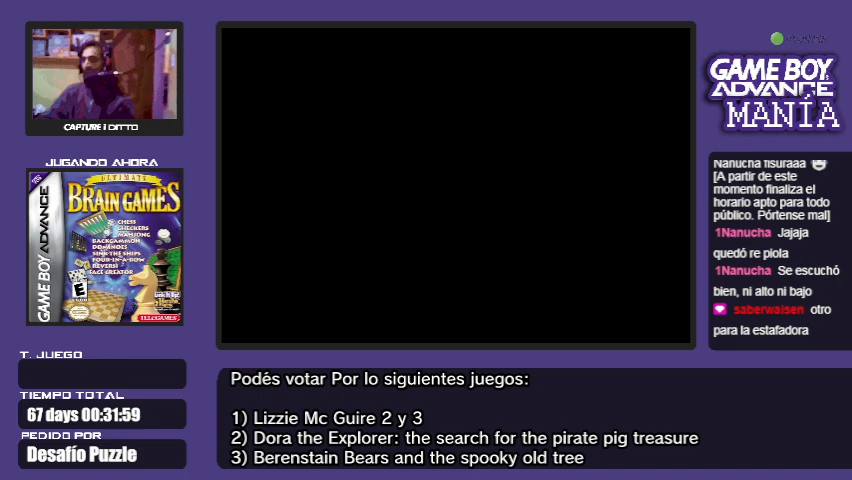 CAPTURE | DITTO
JUGANDO AHORA
GAME BOY ADVANCE
ULTIMATE
BRAIN GAMES
CHESS
CHECKERS
MAHJONG
BACKGAMMON
DOMINOES
SINK THE SHIPS
FOUR-IN-A-ROW
REVERSI
FACE CREATOR
E
TELEGAMES
T. JUEGO
TIEMPO TOTAL
67 days 00:31:59
PEDIDO POR
Desafío Puzzle
Podés votar Por lo siguientes juegos:
1) Lizzie Mc Guire 2 y 3
2) Dora the Explorer: the search for the pirate pig treasure
3) Berenstain Bears and the spooky old tree
GAME BOY
ADVANCE
MANÍA
Nanucha fisuraaa
[A partir de este
momento finaliza el
horario apto para todo
público. Pórtense mal]
1Nanucha Jajaja
quedó re piola
1Nanucha Se escuchó
bien, ni alto ni bajo
saberwaisen otro
para la estafadora